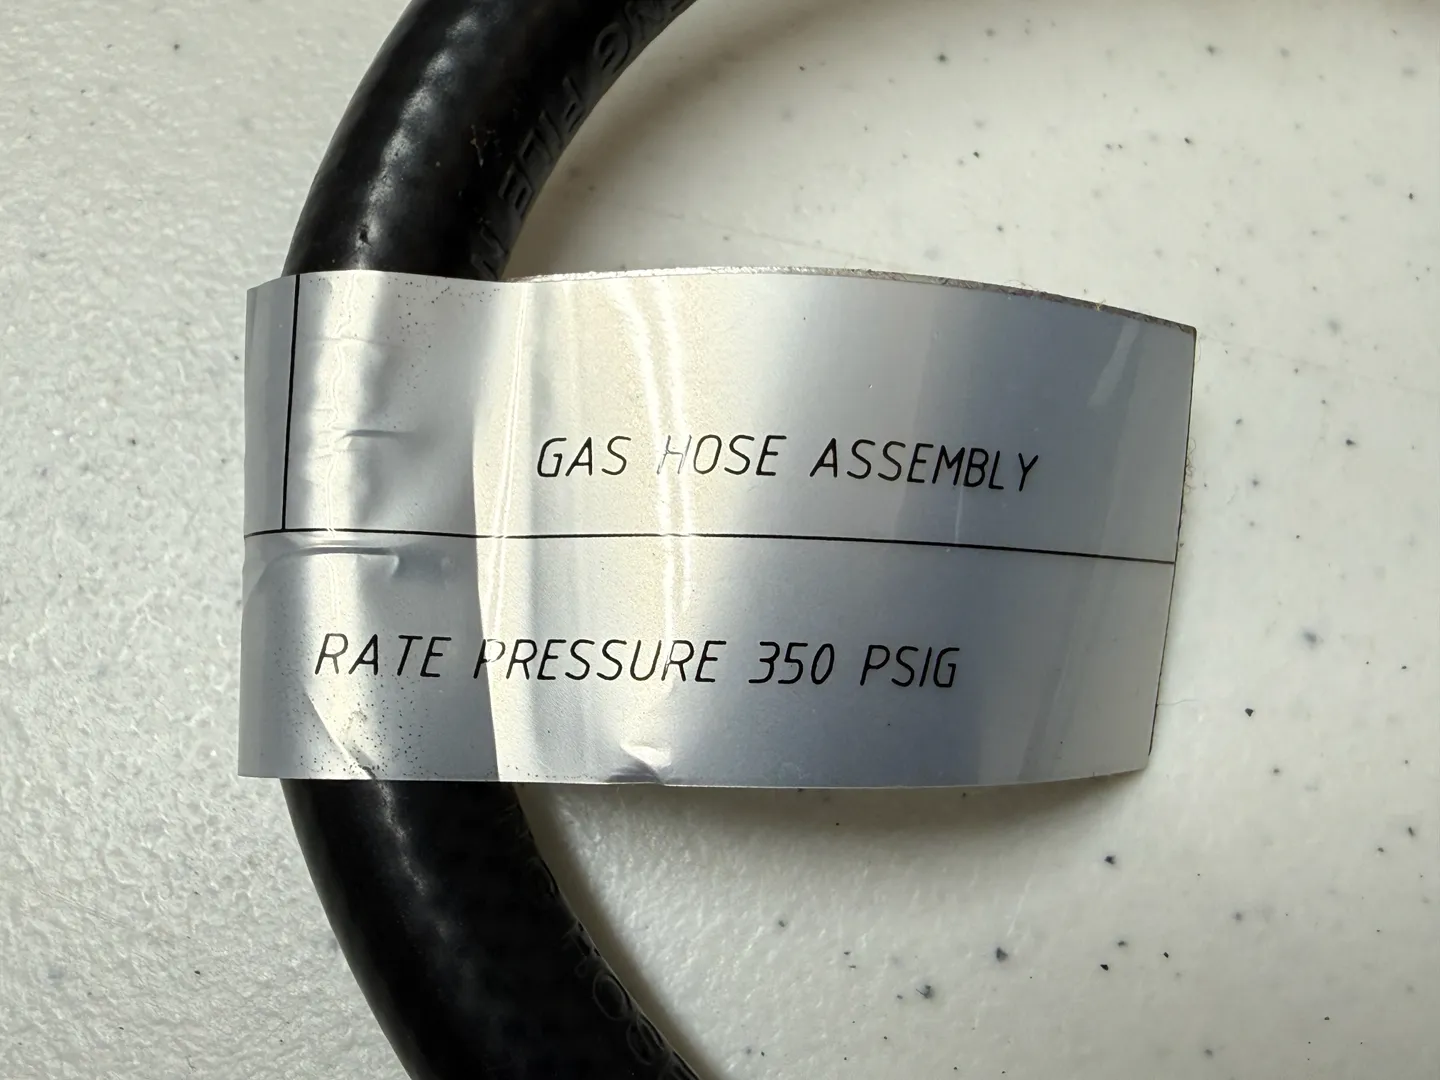 GAS HOSE ASSEMBLY
RATE PRESSURE 350 PSIG